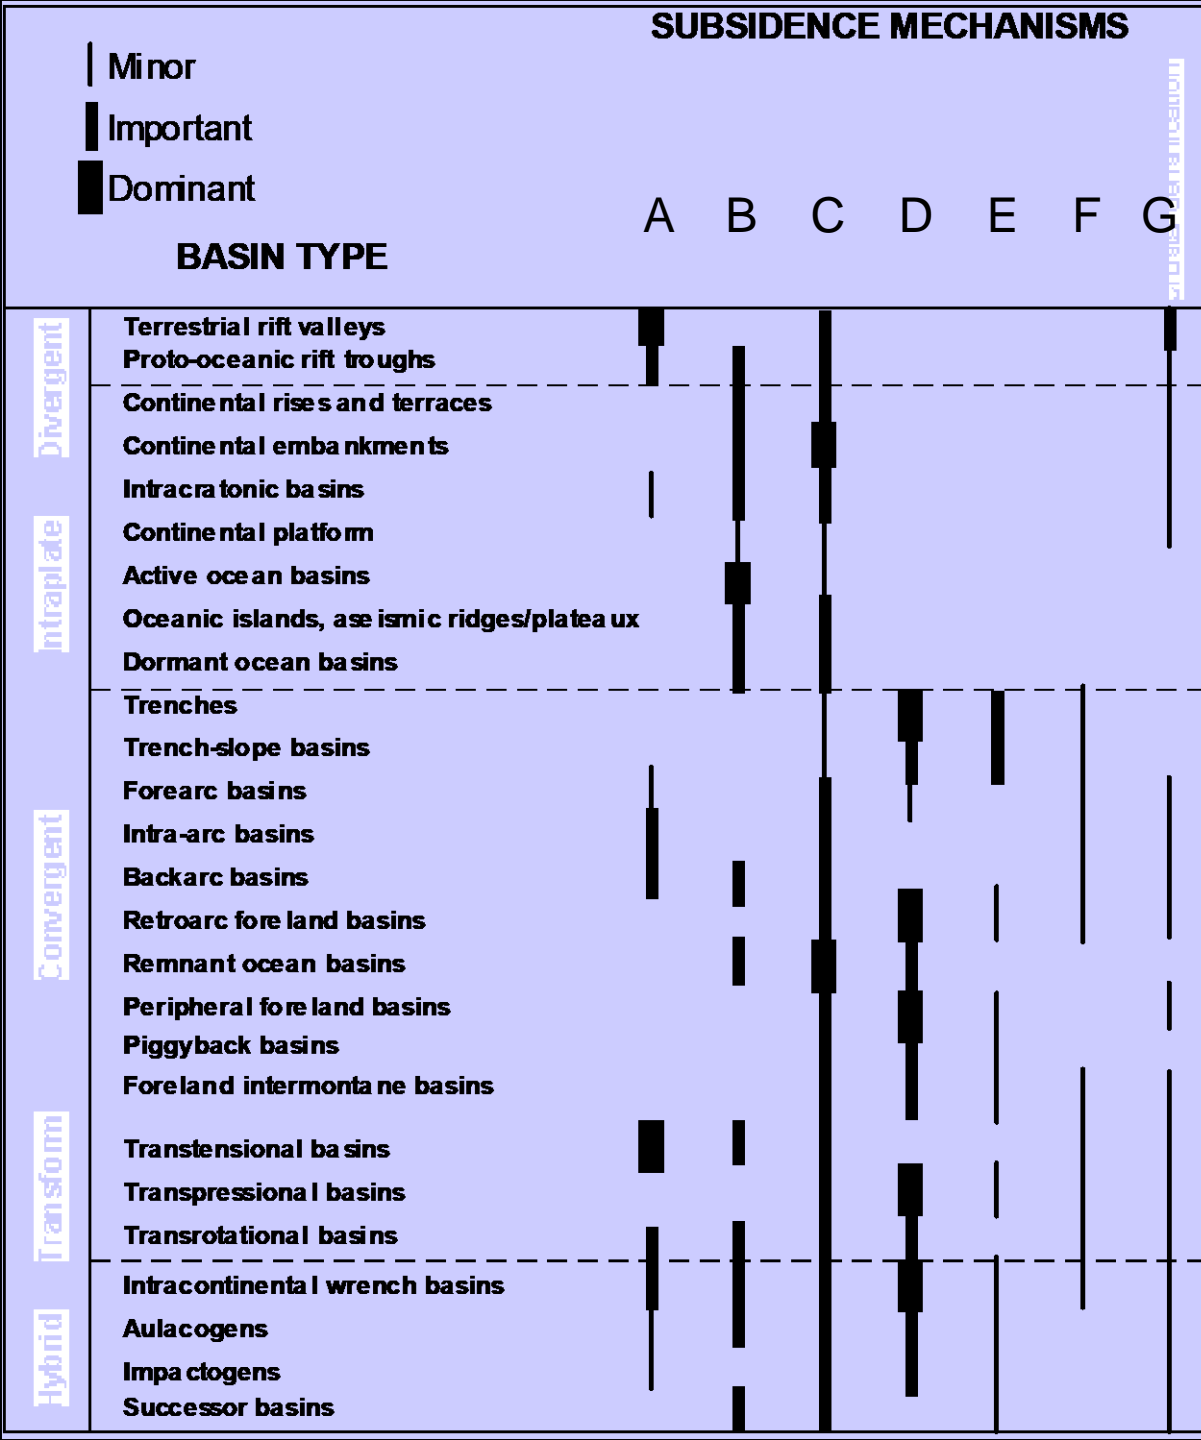 SUBSIDENCE MECHANISMS
Minor
Important
Dominant
A B C D E F G
BASIN TYPE
Divergent
Terrestrial rift valleys
Proto-oceanic rift troughs
Continental rises and terraces
Continental embankments
Intracratonic basins
Continental platform
Intraplate
Active ocean basins
Oceanic islands, aseismic ridges/plateaux
Dormant ocean basins
Trenches
Trench-slope basins
Forearc basins
Intra-arc basins
Convergent
Backarc basins
Retroarc foreland basins
Remnant ocean basins
Peripheral foreland basins
Piggyback basins
Foreland intermontane basins
Transform
Transtensional basins
Transpressional basins
Transrotational basins
Intracontinental wrench basins
Hybrid
Aulacogens
Impactogens
Successor basins